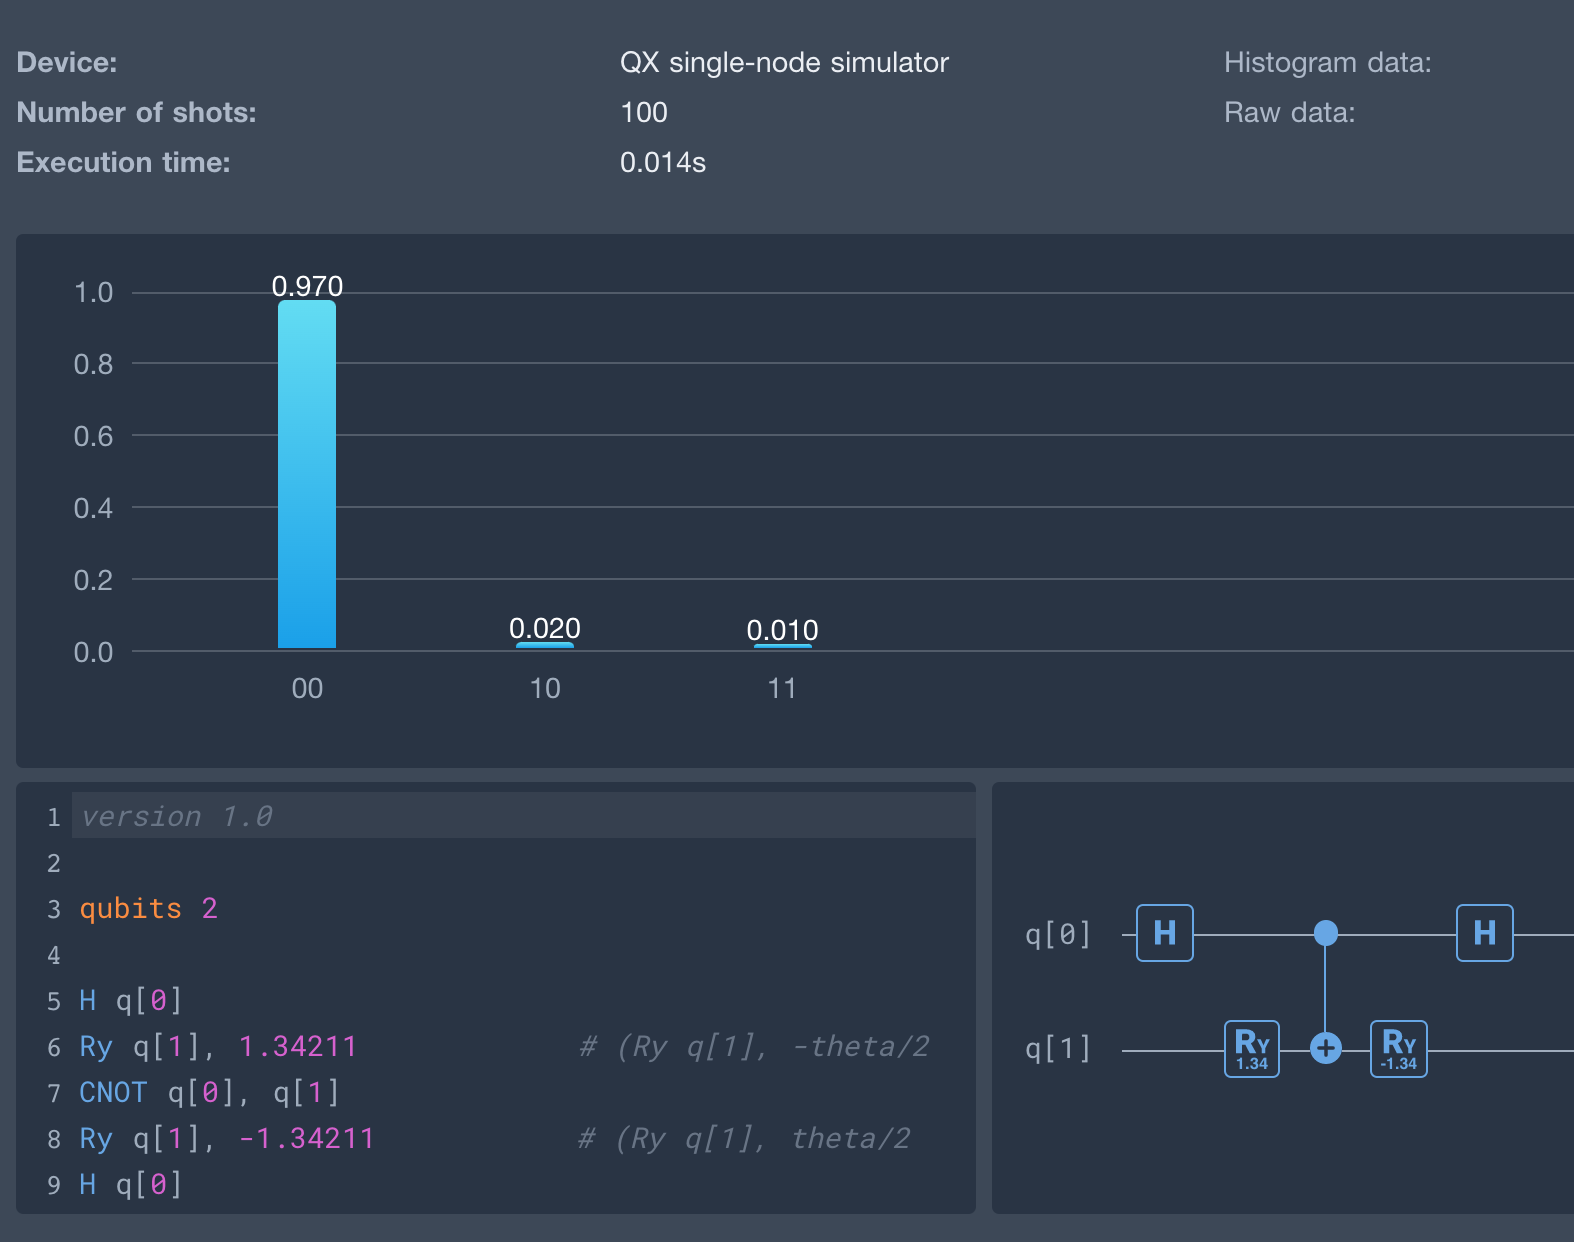 Device: QX single-node simulator Histogram data:
Number of shots: 100 Raw data:
Execution time: 0.014s
1.0 0.970
0.8
0.6
0.4
0.2
0.020 0.010
0.0
00 10 11
1 version 1.0
2
3 qubits 2
4
5 H q[0]
6 Ry q[1], 1.34211 # (Ry q[1], -theta/2
7 CNOT q[0], q[1]
8 Ry q[1], -1.34211 # (Ry q[1], theta/2
9 H q[0]
q[0] H H
q[1] RY 1.34 RY -1.34